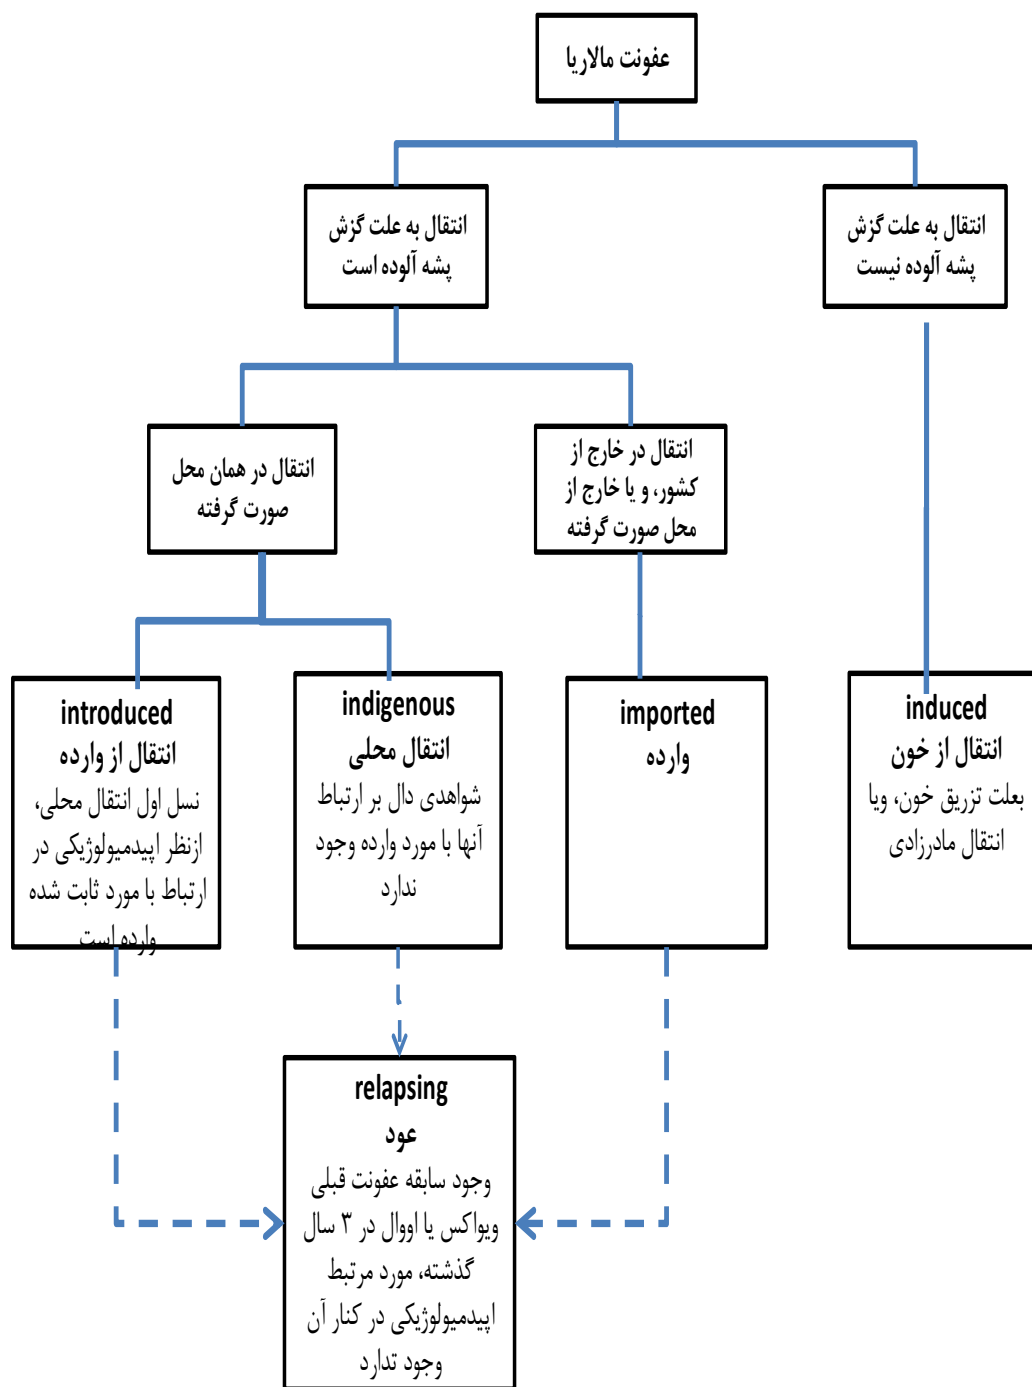 عفونت مالاریا
انتقال به علت گزش
پشه آلوده نیست
انتقال به علت گزش
پشه آلوده است
انتقال در خارج از
کشور، و یا خارج از
محل صورت گرفته
انتقال در همان محل
صورت گرفته
induced
انتقال از خون
بعلت تزریق خون، ویا
انتقال مادرزادی
imported
وارده
indigenous
انتقال محلی
شواهدی دال بر ارتباط
آنها با مورد وارده وجود
ندارد
introduced
انتقال از وارده
نسل اول انتقال محلی،
ازنظر اپیدمیولوژیکی در
ارتباط با مورد ثابت شده
وارده است
relapsing
عود
وجود سابقه عفونت قبلی
ویواکس یا اووال در ۳ سال
گذشته، مورد مرتبط
اپیدمیولوژیکی در کنار آن
وجود تدارد